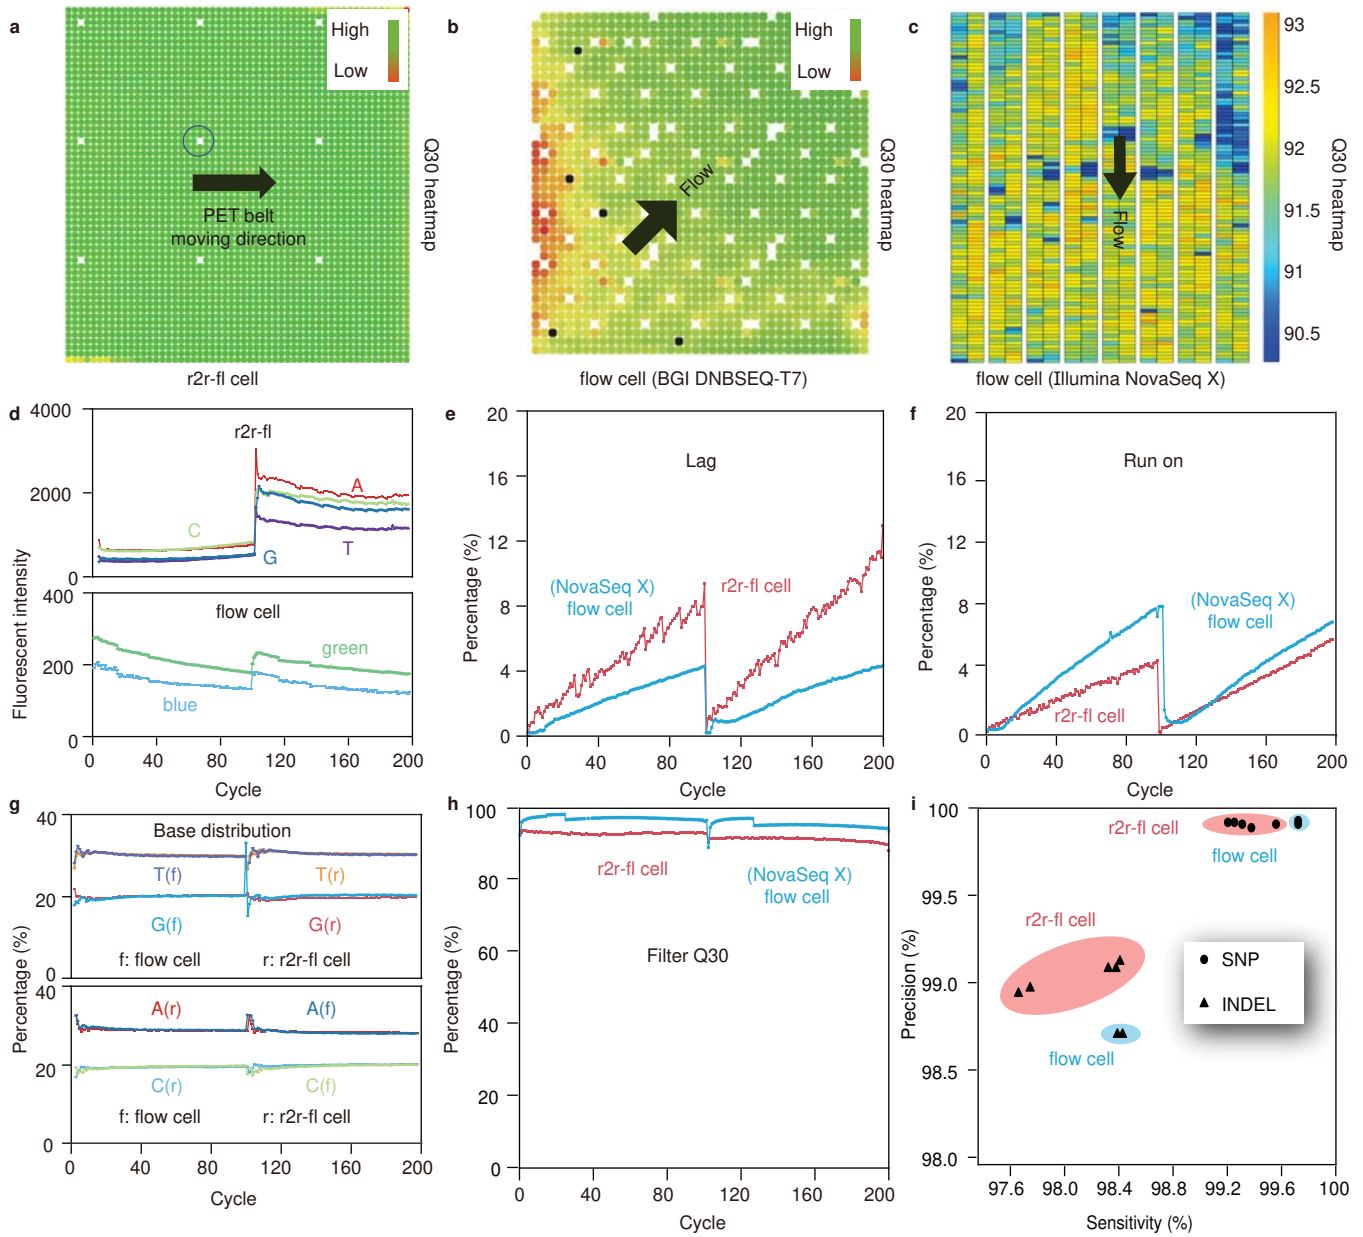 a
High
Low
Q30 heatmap
PET belt
moving direction
r2r-fl cell
b
High
Low
Q30 heatmap
Flow
flow cell (BGI DNBSEQ-T7)
c
93
92.5
92
91.5
91
90.5
Q30 heatmap
Flow
flow cell (Illumina NovaSeq X)
d
4000
2000
0
r2r-fl
A
C
G
T
Fluorescent intensity
400
200
0
flow cell
green
blue
0 40 80 120 160 200
Cycle
e
20
16
12
8
4
0
Percentage (%)
Lag
(NovaSeq X)
flow cell
r2r-fl cell
0 40 80 120 160 200
Cycle
f
20
16
12
8
4
0
Percentage (%)
Run on
(NovaSeq X)
flow cell
r2r-fl cell
0 40 80 120 160 200
Cycle
g
40
20
0
Percentage (%)
Base distribution
T(f) T(r)
G(f) G(r)
f: flow cell r: r2r-fl cell
40
20
0
Percentage (%)
A(r) A(f)
C(r) C(f)
f: flow cell r: r2r-fl cell
0 40 80 120 160 200
Cycle
h
100
80
60
40
20
0
Percentage (%)
r2r-fl cell
(NovaSeq X)
flow cell
Filter Q30
0 40 80 120 160 200
Cycle
i
100
99.5
99.0
98.5
98.0
Precision (%)
r2r-fl cell
flow cell
r2r-fl cell
SNP
INDEL
flow cell
97.6 98.0 98.4 98.8 99.2 99.6 100
Sensitivity (%)